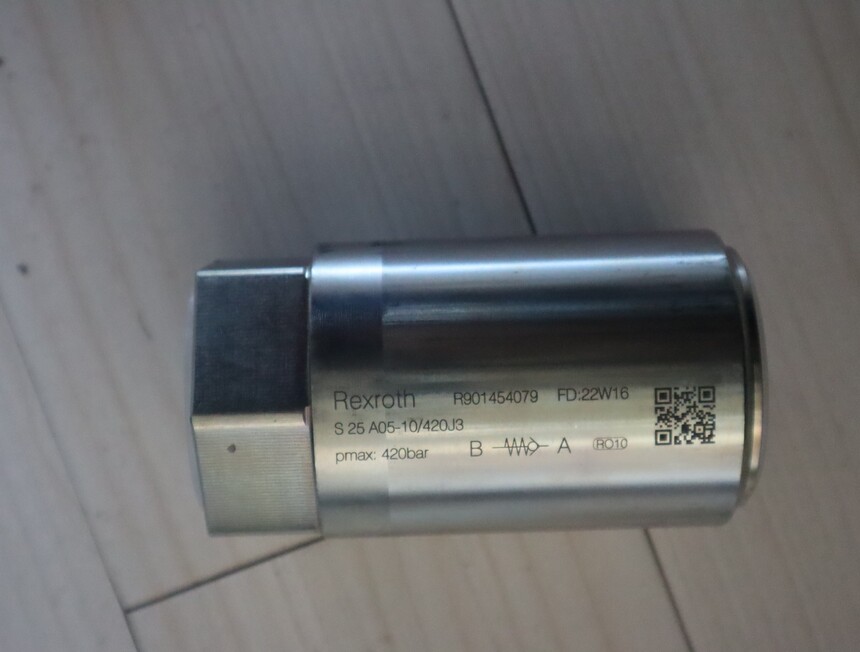 Rexroth R901454079 FD:22W16
S 25 A05-10/420J3
pmax: 420bar B A RO10